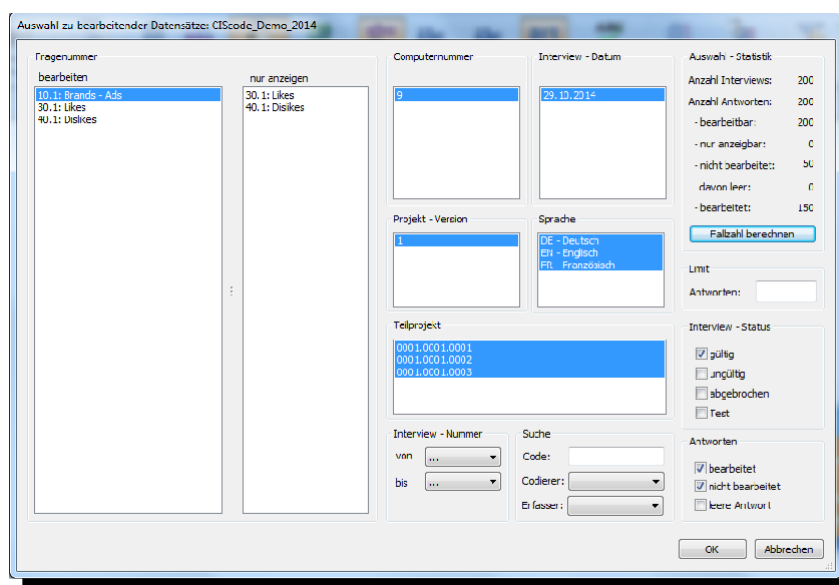 Auswahl zu bearbeitender Datensätze: CIScode_Demo_2014
Fragenummer
bearbeiten
10.1: Brands - Ads
30.1: Likes
40.1: Dislikes
nur anzeigen
30.1: Likes
40.1: Disikes
Computernummer
9
Interview - Datum
29.10.2014
Projekt - Version
1
Sprache
DE - Deutsch
EN - Englisch
FR - Französisch
Teilprojekt
0001.0001.0001
0001.0001.0002
0001.0001.0003
Interview - Nummer
von ...
bis ...
Suche
Code:
Codierer:
Erfasser:
Auswahl - Statistik
Anzahl Interviews: 200
Anzahl Antworten: 200
- bearbeitbar: 200
- nur anzeigbar: 0
- nicht bearbeitet: 50
davon leer: 0
- bearbeitet: 150
Fallzahl berechnen
Limit
Antworten:
Interview - Status
gültig
ungültig
abgebrochen
Test
Antworten
bearbeitet
nicht bearbeitet
leere Antwort
OK
Abbrechen